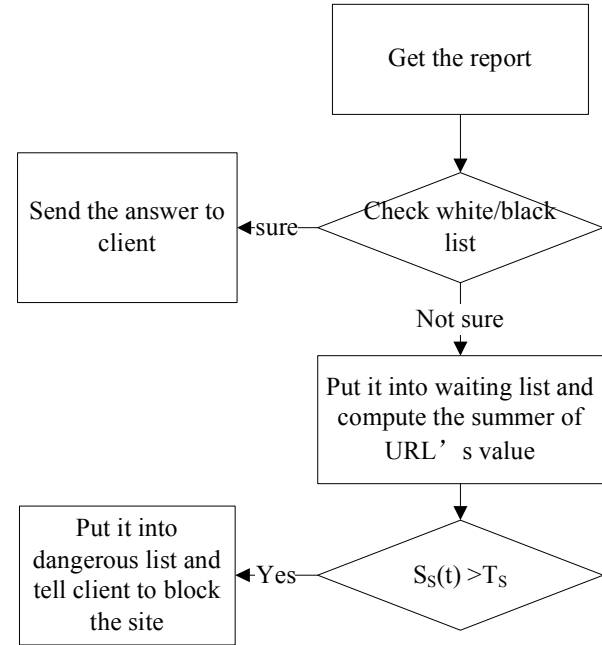 Get the report
Check white/black
list
sure
Send the answer to
client
Not sure
Put it into waiting list and
compute the summer of
URL’s value
S_S(t) >T_S
Yes
Put it into
dangerous list and
tell client to block
the site